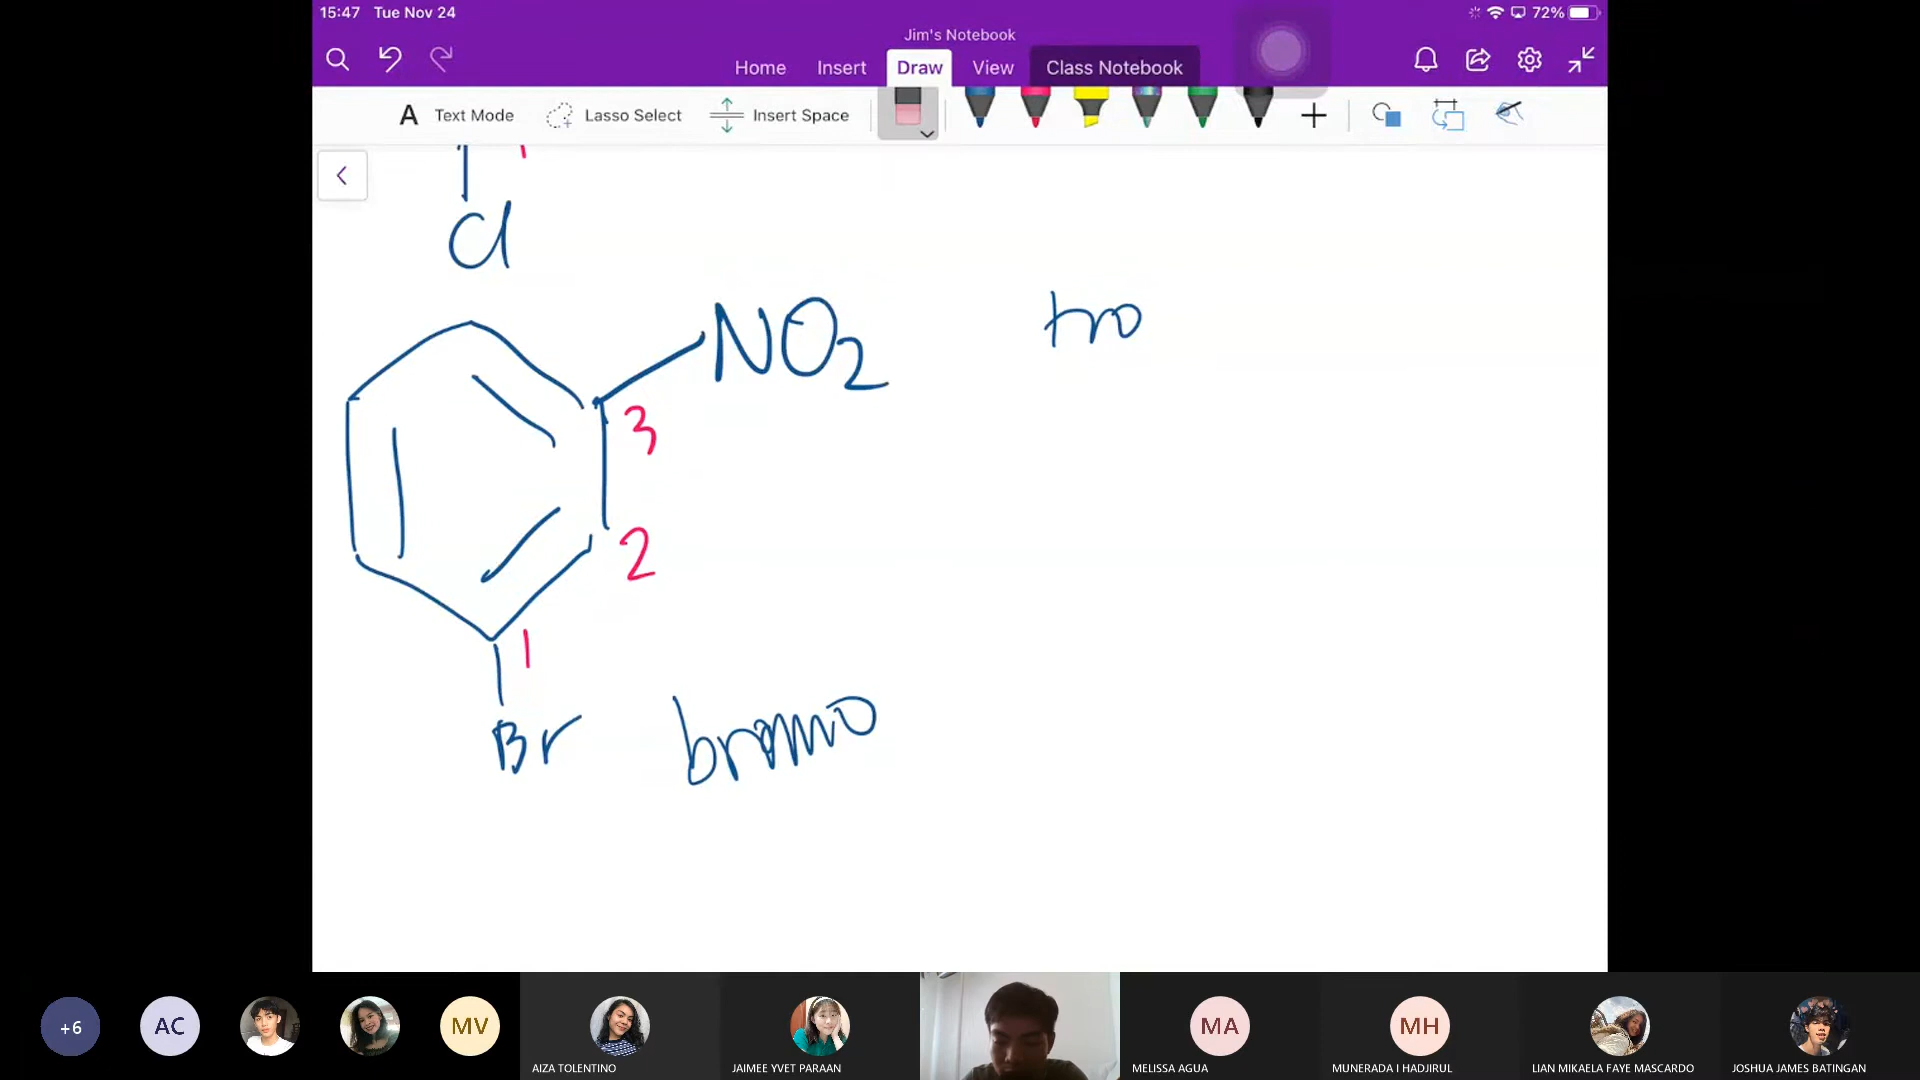 15:47 Tue Nov 24
72%
Jim's Notebook
Home Insert Draw View Class Notebook
A Text Mode Lasso Select Insert Space
Cl
NO2
tro
3
2
1
Br
bromo
+6 AC MV MA MH
AIZA TOLENTINO JAIMEE YVET PARAAN MELISSA AGUA MUNERADA I HADJIRUL LIAN MIKAELA FAYE MASCARDO JOSHUA JAMES BATINGAN